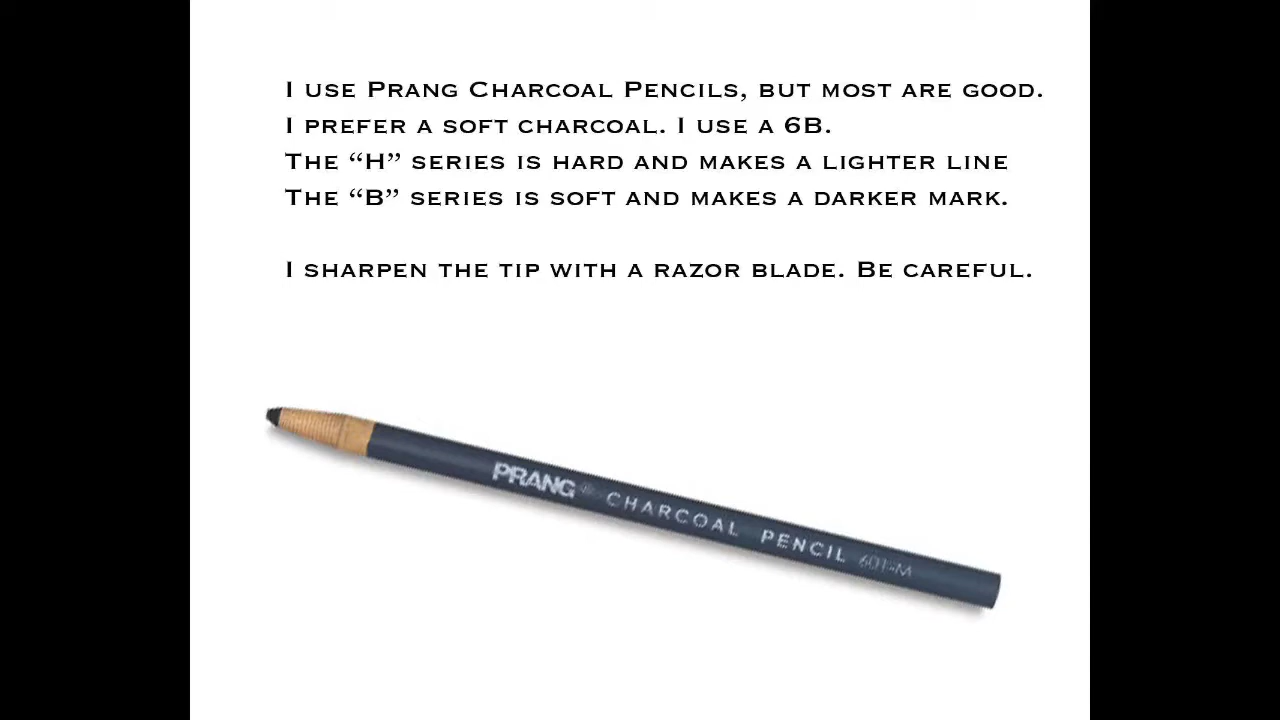 I use Prang Charcoal Pencils, but most are good.
I prefer a soft charcoal. I use a 6B.
The “H” series is hard and makes a lighter line
The “B” series is soft and makes a darker mark.
I sharpen the tip with a razor blade. Be careful.
PRANG® CHARCOAL PENCIL 601-M